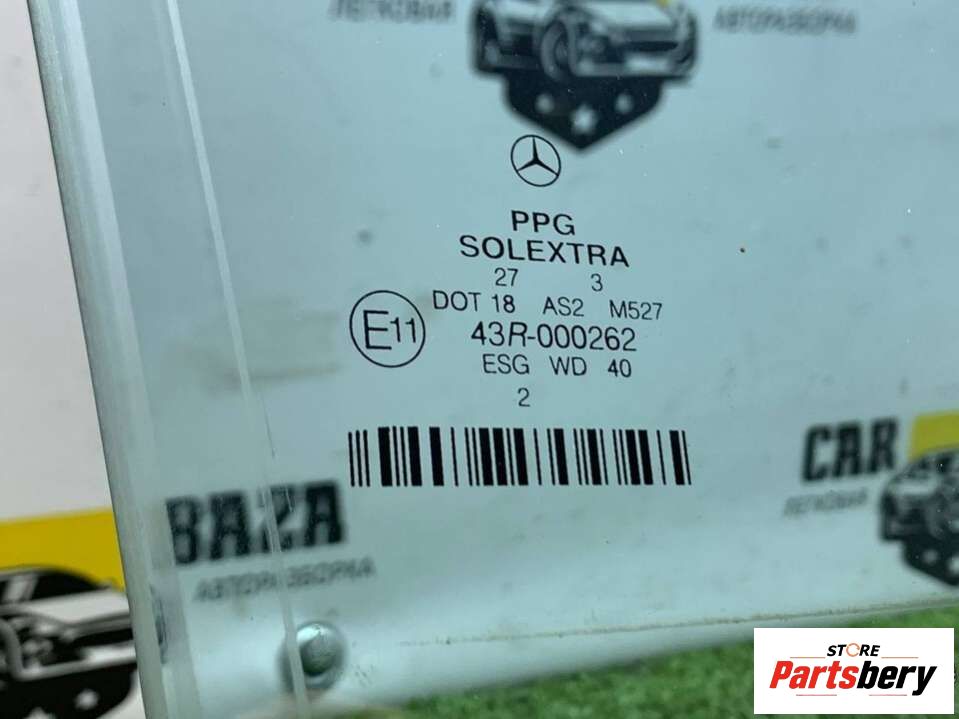 ЛЕГКОВАЯ
АВТОРАЗБОРКА
PPG
SOLEXTRA
27 3
DOT 18 AS2 M527
E11
43R-000262
ESG WD 40
2
CAR
ЛЕГКОВАЯ
BAZA
АВТОРАЗБОРКА
STORE
Partsbery